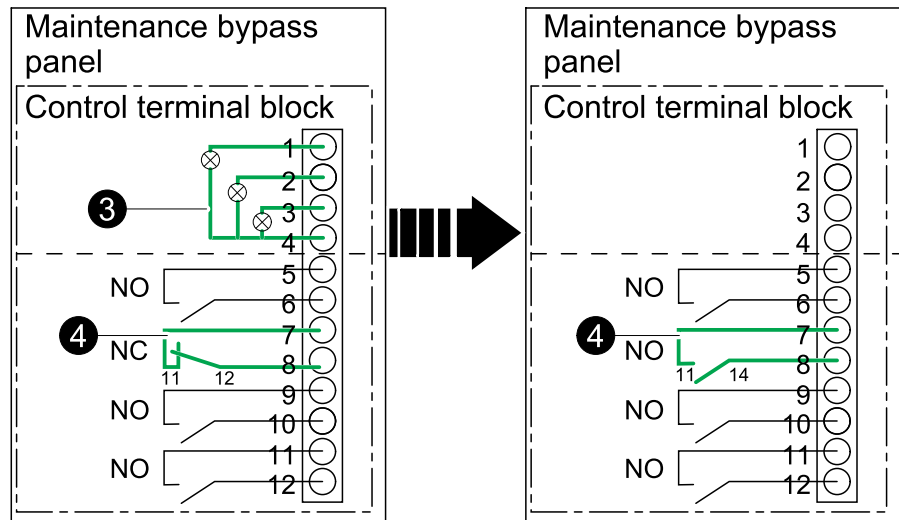 Maintenance bypass
panel
Control terminal block
1
2
3
3
4
5
NO
6
4
7
NC
8
11 12
9
NO
10
11
NO
12
Maintenance bypass
panel
Control terminal block
1
2
3
4
5
NO
6
4
7
NO
8
11 14
9
NO
10
11
NO
12